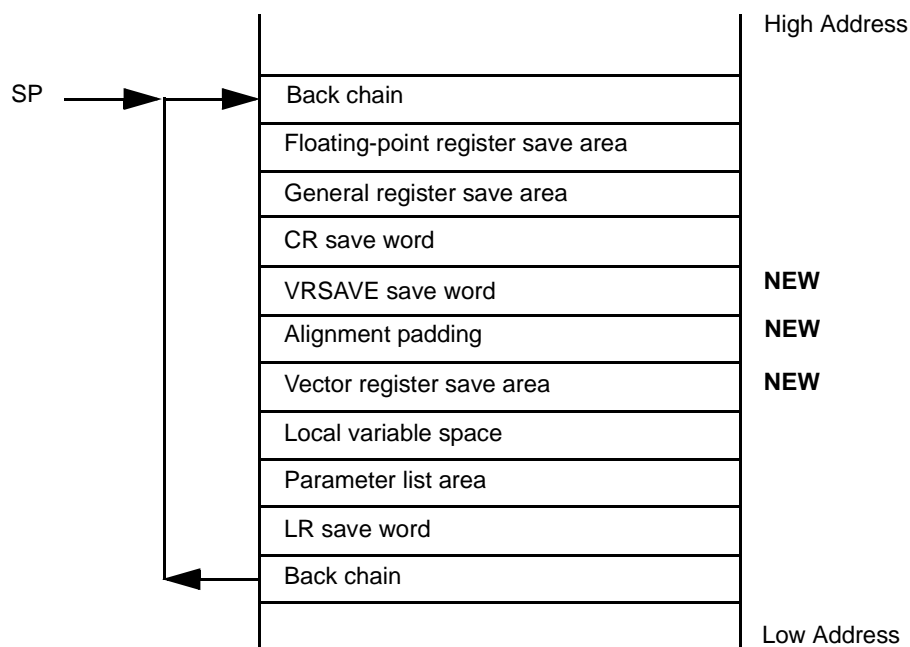 High Address
SP
Back chain
Floating-point register save area
General register save area
CR save word
VRSAVE save word
NEW
Alignment padding
NEW
Vector register save area
NEW
Local variable space
Parameter list area
LR save word
Back chain
Low Address